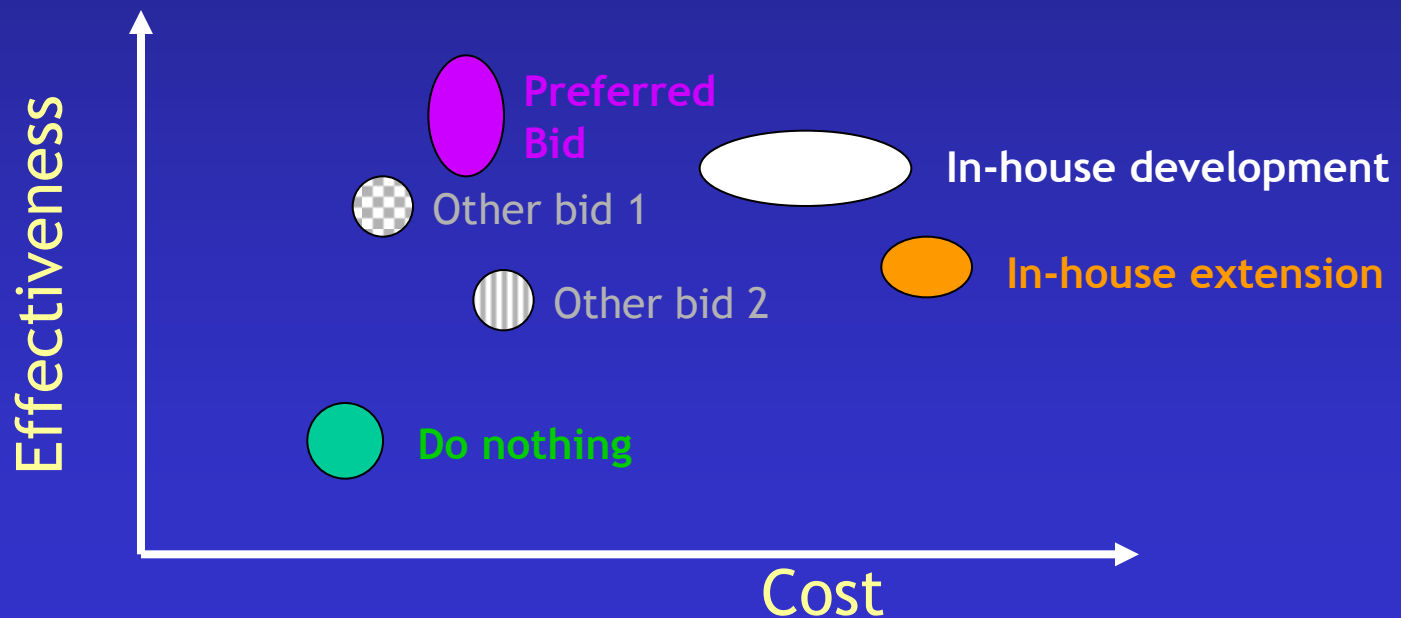 Effectiveness
Preferred
Bid
In-house development
Other bid 1
In-house extension
Other bid 2
Do nothing
Cost